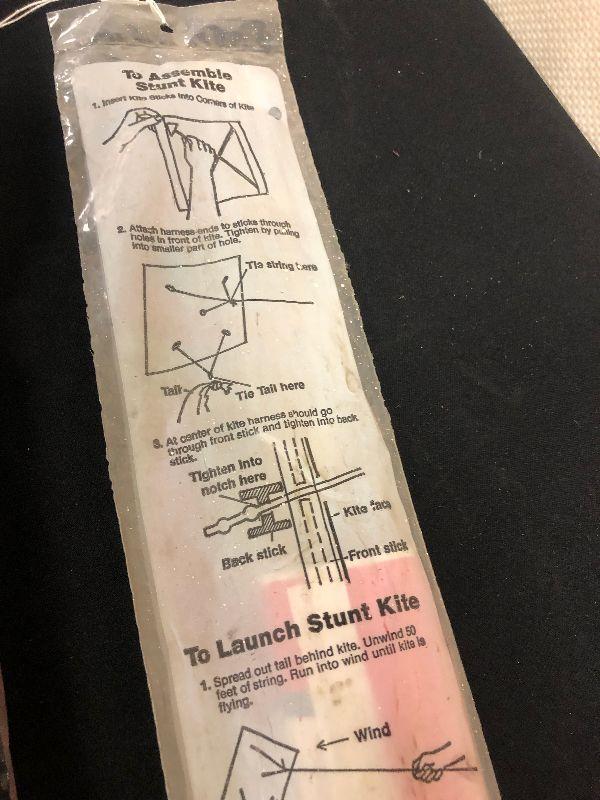 To Assemble
Stunt Kite
1. Insert Kite Sticks Into Corners of Kite
2. Attach harness ends to sticks through
holes in front of kite. Tighten by pulling
into smaller part of hole.
Tie string here
Tail
Tie Tail here
3. At center of kite harness should go
through front stick and tighten into back
stick.
Tighten into
notch here
Kite face
Back stick
Front stick
To Launch Stunt Kite
1. Spread out tail behind kite. Unwind 50
feet of string. Run into wind until kite is
flying.
Wind